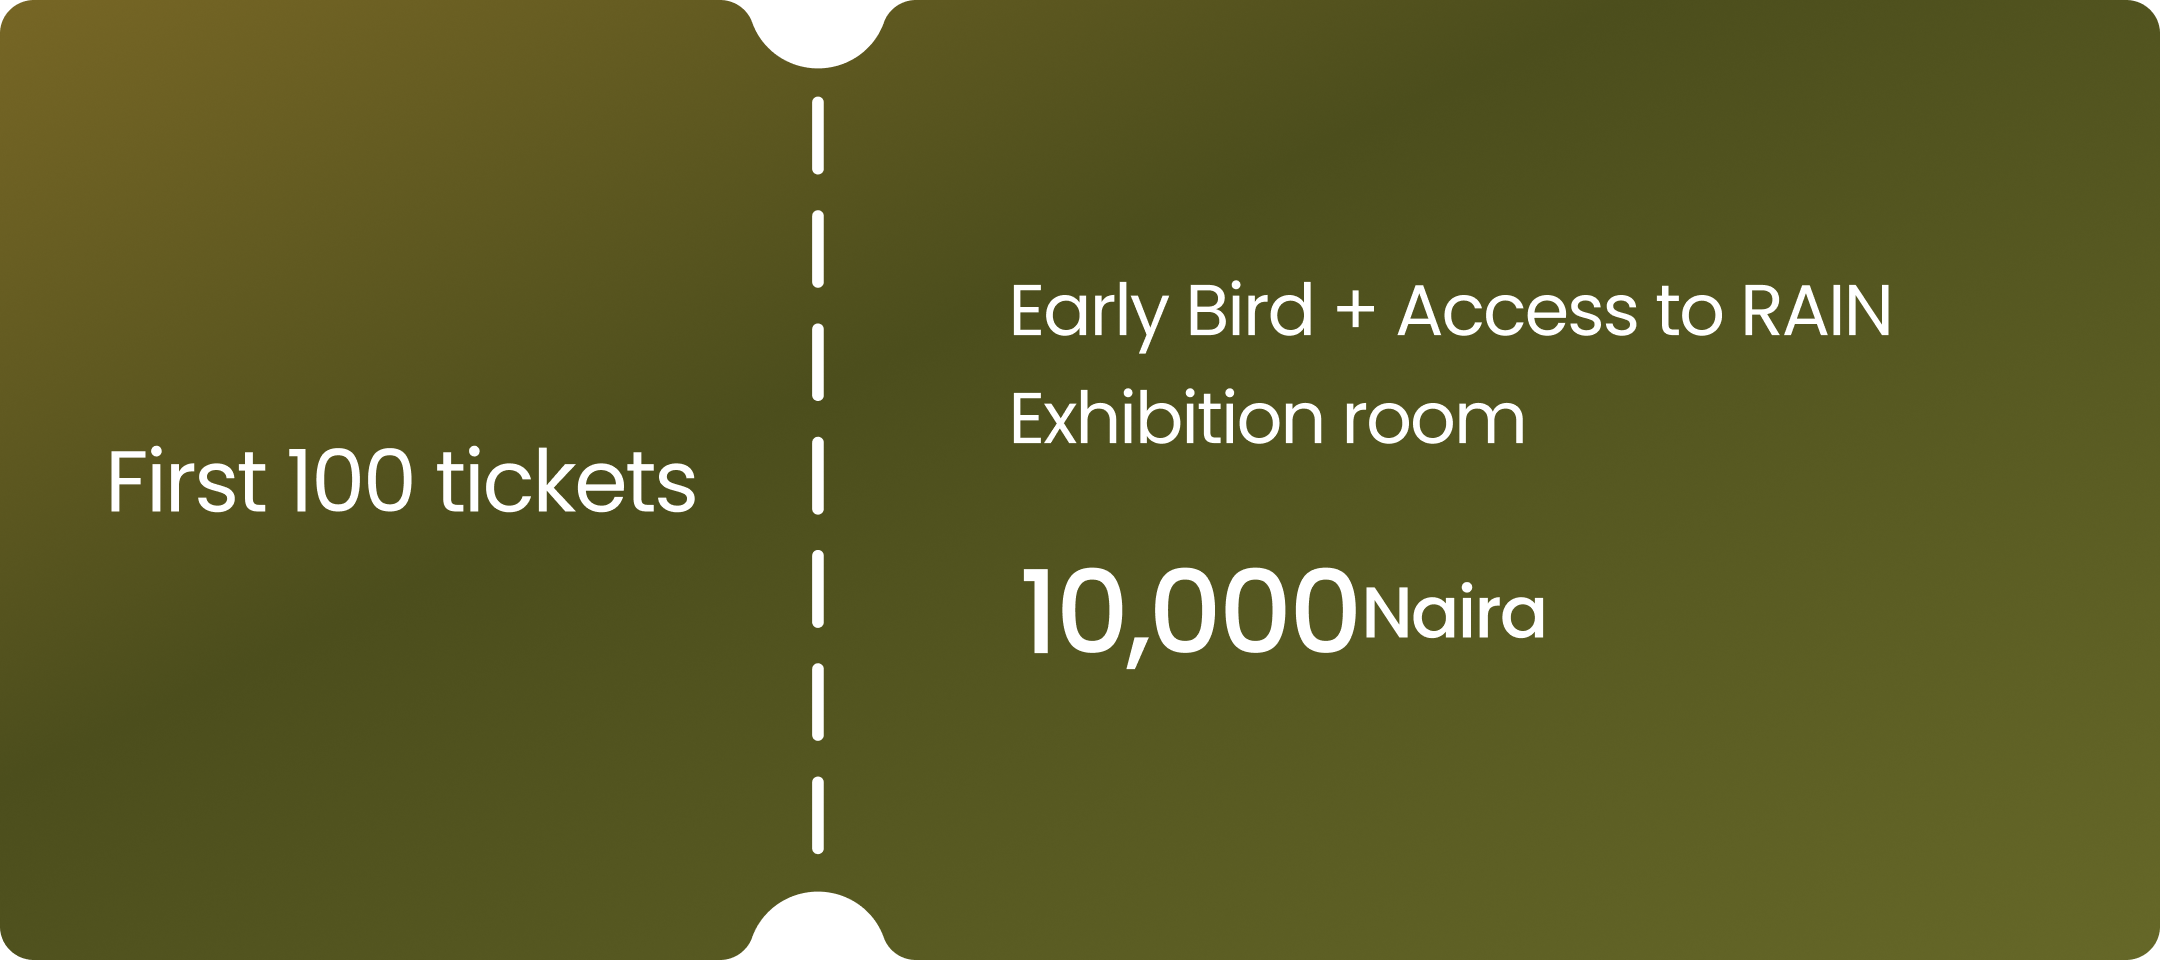 First 100 tickets
Early Bird + Access to RAIN
Exhibition room
10,000Naira